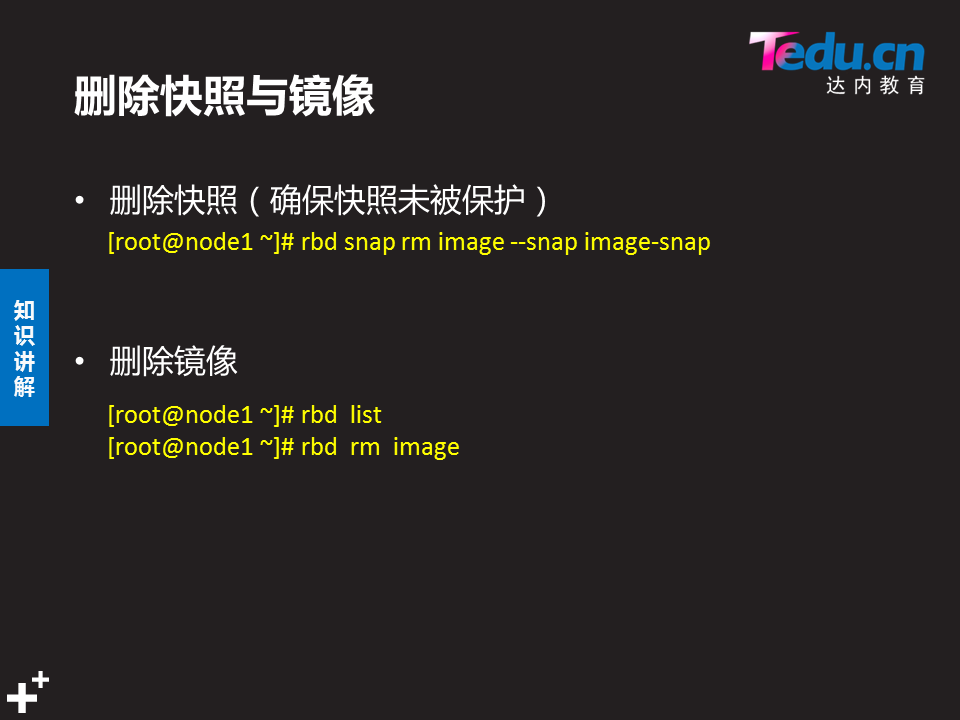 Tedu.cn
达内教育
删除快照与镜像
• 删除快照（确保快照未被保护）
[root@node1 ~]# rbd snap rm image --snap image-snap
知识讲解
• 删除镜像
[root@node1 ~]# rbd  list
[root@node1 ~]# rbd  rm  image